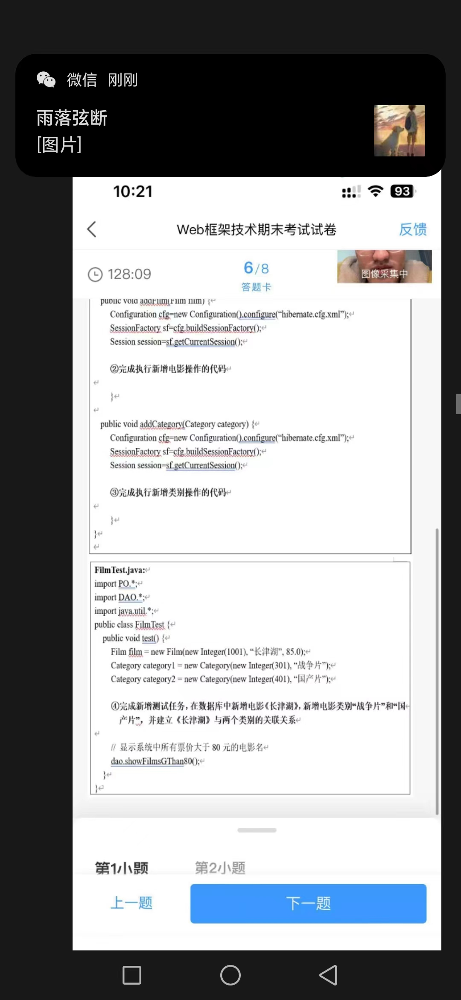 微信 刚刚
雨落弦断
[图片]
10:21
93
Web框架技术期末考试试卷
反馈
128:09
6/8
答题卡
图像采集中
public void addFilm(Film film) {
Configuration cfg=new Configuration().configure(“hibernate.cfg.xml”);
SessionFactory sf=cfg.buildSessionFactory();
Session session=sf.getCurrentSession();
②完成执行新增电影操作的代码
}
public void addCategory(Category category) {
Configuration cfg=new Configuration().configure(“hibernate.cfg.xml”);
SessionFactory sf=cfg.buildSessionFactory();
Session session=sf.getCurrentSession();
③完成执行新增类别操作的代码
}
}
FilmTest.java:
import PO.*;
import DAO.*;
import java.util.*;
public class FilmTest {
public void test() {
Film film = new Film(new Integer(1001), “长津湖”, 85.0);
Category category1 = new Category(new Integer(301), “战争片”);
Category category2 = new Category(new Integer(401), “国产片”);
④完成新增测试任务，在数据库中新增电影《长津湖》，新增电影类别“战争片”和“国
产片”，并建立《长津湖》与两个类别的关联关系
// 显示系统中所有票价大于 80 元的电影名
dao.showFilmsGThan80();
}
}
第1小题 第2小题
上一题 下一题